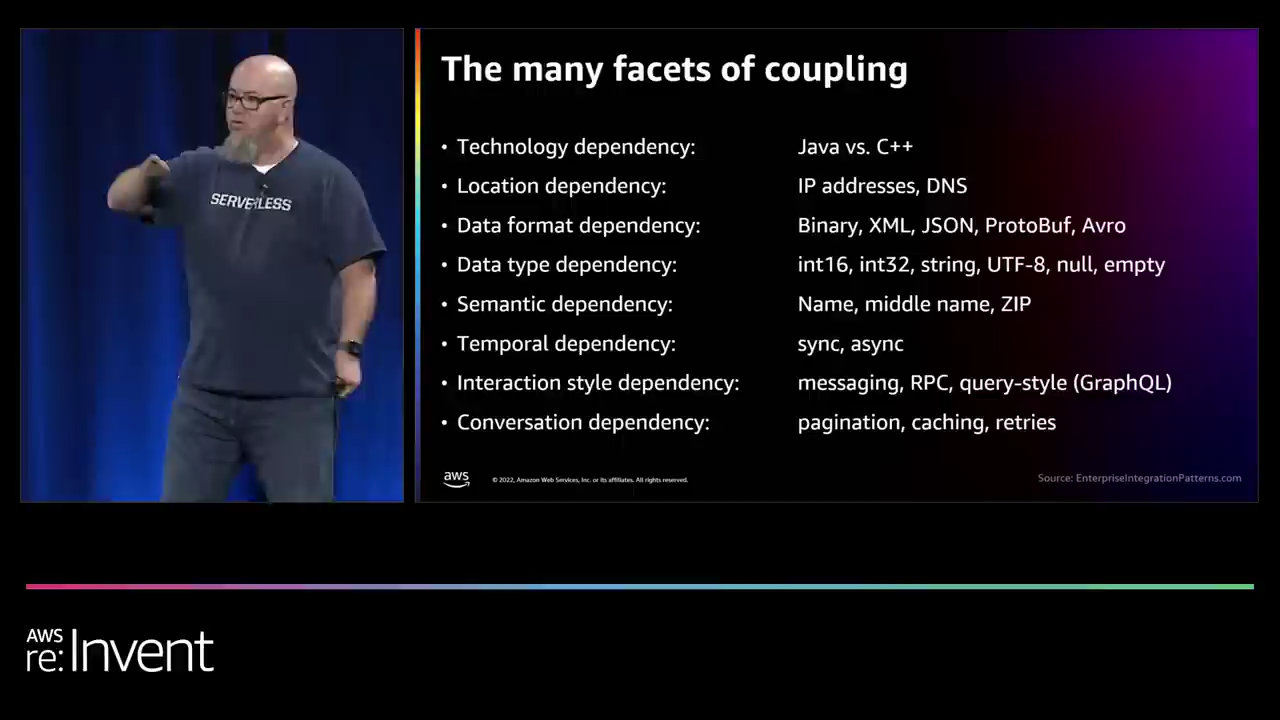 SERVERLESS
The many facets of coupling
• Technology dependency: Java vs. C++
• Location dependency: IP addresses, DNS
• Data format dependency: Binary, XML, JSON, ProtoBuf, Avro
• Data type dependency: int16, int32, string, UTF-8, null, empty
• Semantic dependency: Name, middle name, ZIP
• Temporal dependency: sync, async
• Interaction style dependency: messaging, RPC, query-style (GraphQL)
• Conversation dependency: pagination, caching, retries
aws
© 2022, Amazon Web Services, Inc. or its affiliates. All rights reserved.
Source: EnterpriseIntegrationPatterns.com
AWS
re:Invent